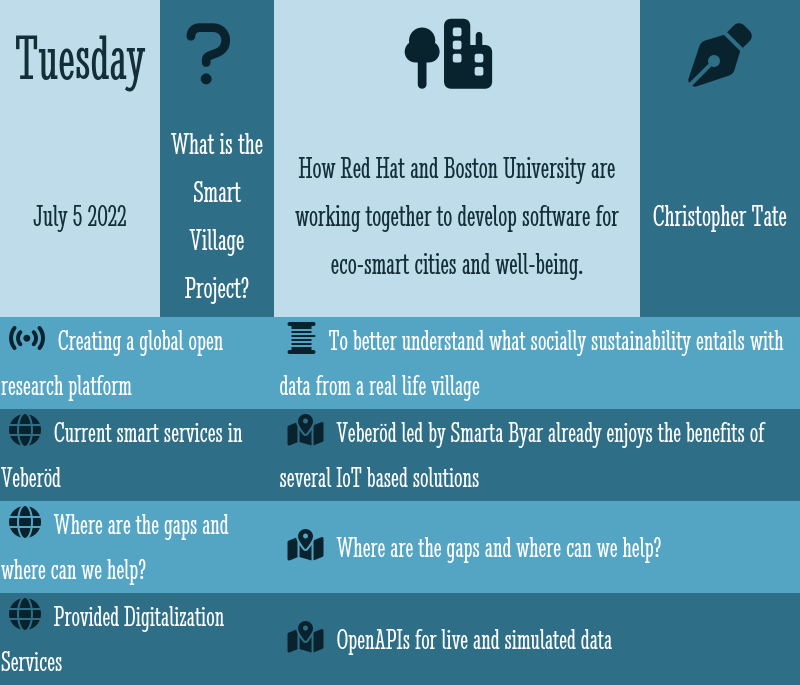 Tuesday
July 5 2022
What is the
Smart
Village
Project?
How Red Hat and Boston University are
working together to develop software for
eco-smart cities and well-being.
Christopher Tate
Creating a global open
research platform
To better understand what socially sustainability entails with
data from a real life village
Current smart services in
Veberöd
Veberöd led by Smarta Byar already enjoys the benefits of
several IoT based solutions
Where are the gaps and
where can we help?
Where are the gaps and where can we help?
Provided Digitalization
Services
OpenAPIs for live and simulated data